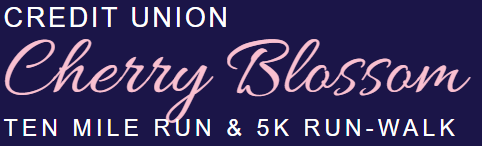 CREDIT UNION
Cherry Blossom
TEN MILE RUN & 5K RUN-WALK